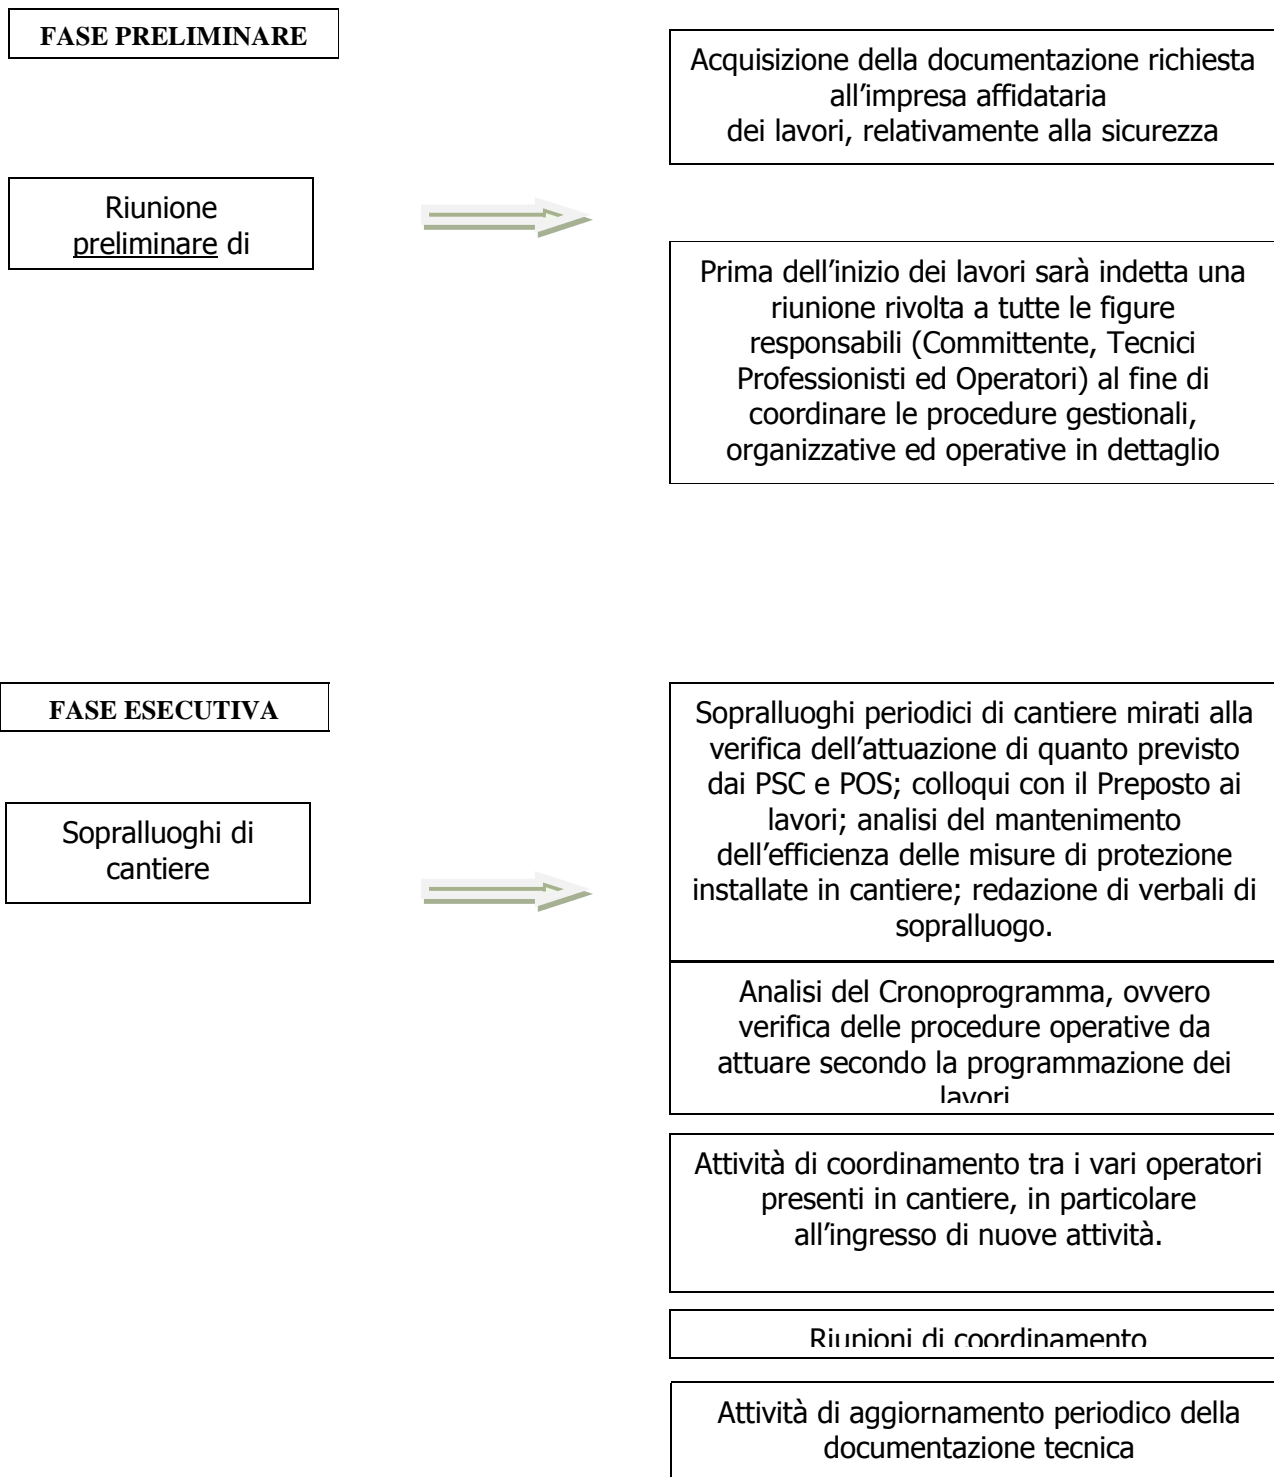 FASE PRELIMINARE
Acquisizione della documentazione richiesta
all’impresa affidataria
dei lavori, relativamente alla sicurezza
Riunione
preliminare di
Prima dell’inizio dei lavori sarà indetta una
riunione rivolta a tutte le figure
responsabili (Committente, Tecnici
Professionisti ed Operatori) al fine di
coordinare le procedure gestionali,
organizzative ed operative in dettaglio
FASE ESECUTIVA
Sopralluoghi di
cantiere
Sopralluoghi periodici di cantiere mirati alla
verifica dell’attuazione di quanto previsto
dai PSC e POS; colloqui con il Preposto ai
lavori; analisi del mantenimento
dell’efficienza delle misure di protezione
installate in cantiere; redazione di verbali di
sopralluogo.
Analisi del Cronoprogramma, ovvero
verifica delle procedure operative da
attuare secondo la programmazione dei
lavori
Attività di coordinamento tra i vari operatori
presenti in cantiere, in particolare
all’ingresso di nuove attività.
Riunioni di coordinamento
Attività di aggiornamento periodico della
documentazione tecnica